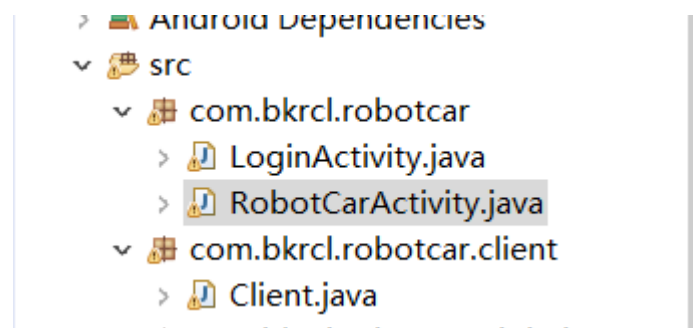 Android Dependencies
src
com.bkrcl.robotcar
LoginActivity.java
RobotCarActivity.java
com.bkrcl.robotcar.client
Client.java